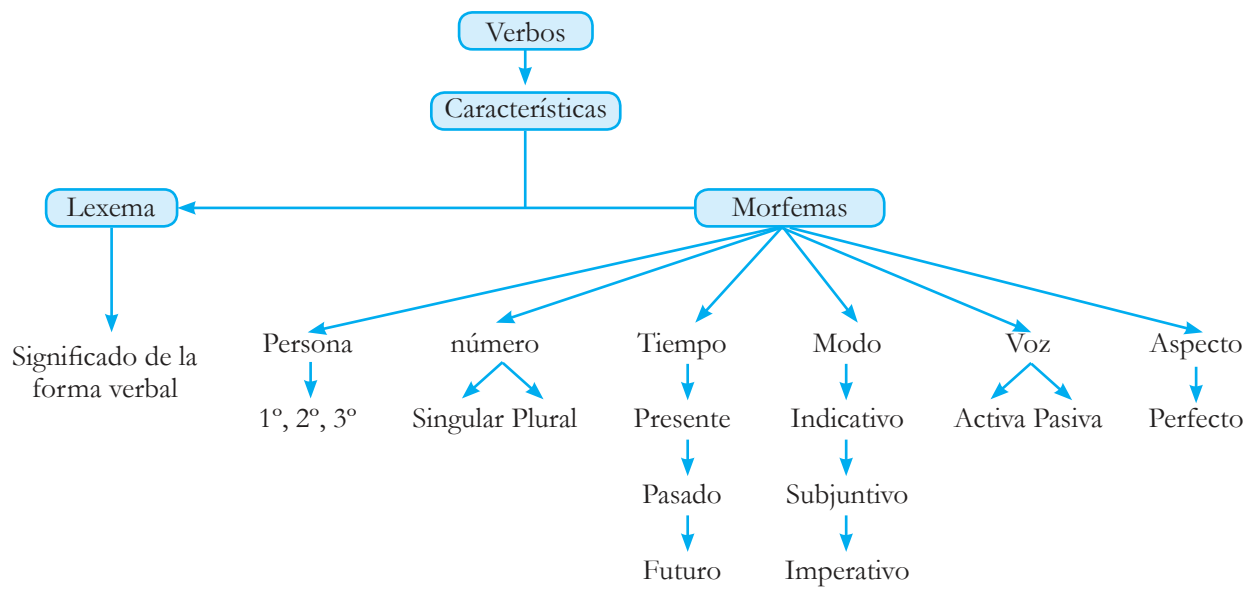 Verbos
Características
Lexema
Morfemas
Significado de la
forma verbal
Persona
número
Tiempo
Modo
Voz
Aspecto
1º, 2º, 3º
Singular Plural
Presente
Indicativo
Activa Pasiva
Perfecto
Pasado
Subjuntivo
Futuro
Imperativo